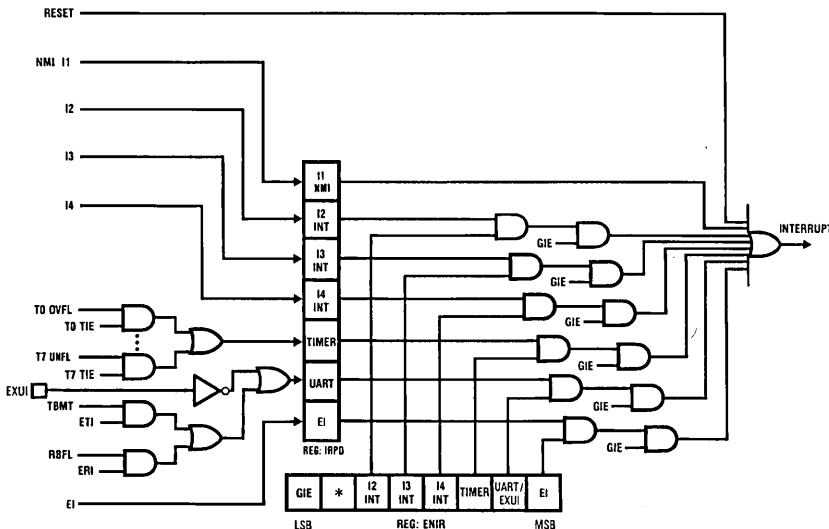 RESET
NMI I1
I2
I3
I4
I1
NMI
I2
INT
I3
INT
I4
INT
TIMER
UART
EI
REG: IRPD
GIE
GIE
GIE
GIE
GIE
GIE
INTERRUPT
T0 OVFL
T0 TIE
T7 UNFL
T7 TIE
EXUI
TBMT
ETI
RBFL
ERI
EI
GIE
*
I2
INT
I3
INT
I4
INT
TIMER
UART/
EXUI
EI
LSB
REG: ENIR
MSB